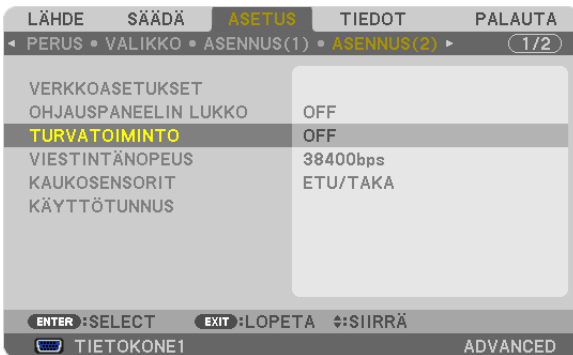 LÄHDE SÄÄDÄ ASETUS TIEDOT PALAUTA
◂ PERUS • VALIKKO • ASENNUS(1) • ASENNUS(2) ▸ 1/2
VERKKOASETUKSET
OHJAUSPANEELIN LUKKO OFF
TURVATOIMINTO OFF
VIESTINTÄNOPEUS 38400bps
KAUKOSENSORIT ETU/TAKA
KÄYTTÖTUNNUS
ENTER :SELECT EXIT :LOPETA ⬍:SIIRRÄ
TIETOKONE1 ADVANCED